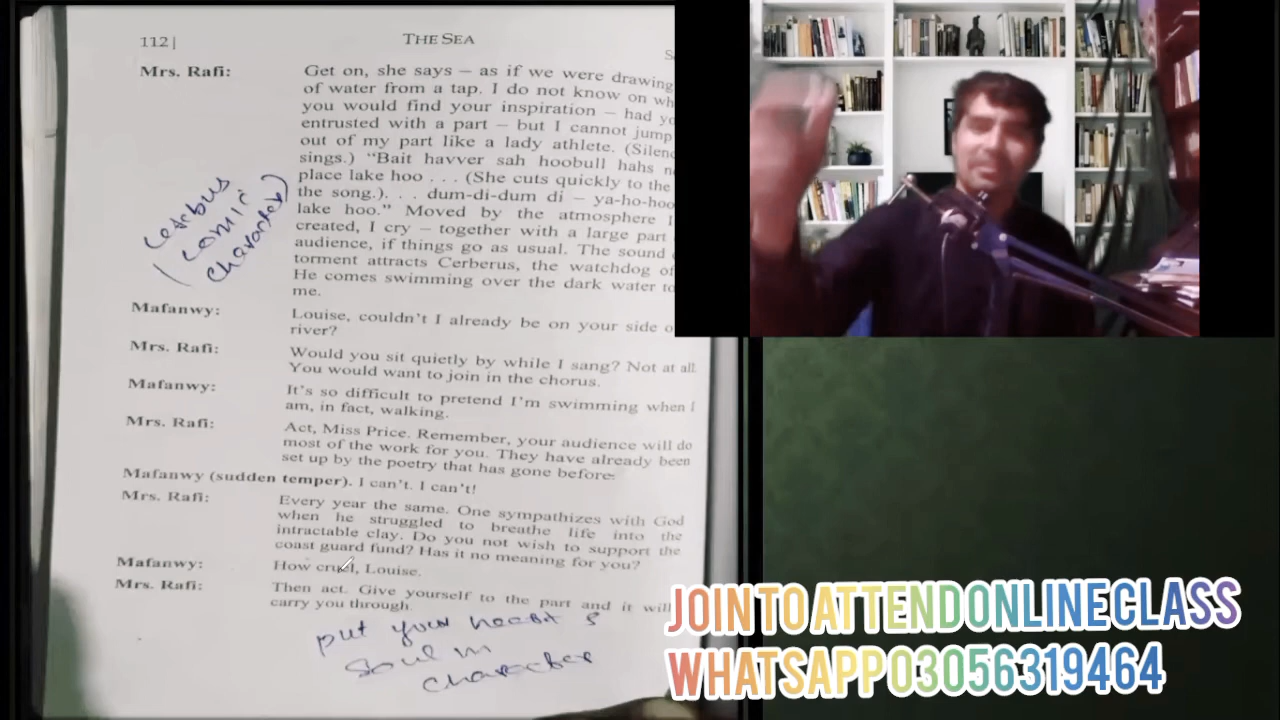 112|
THE SEA
Mrs. Rafi: Get on, she says – as if we were drawing
of water from a tap. I do not know on
you would find your inspiration – had
entrusted with a part – but I cannot jump
out of my part like a lady athlete. (Silen
sings.) "Bait havver sah hoobull hahs
place lake hoo . . . (She cuts quickly to the
the song.). . . dum-di-dum di – ya-ho-hoo
lake hoo." Moved by the atmosphere I
created, I cry – together with a large part
audience, if things go as usual. The sound
torment attracts Cerberus, the watchdog of
He comes swimming over the dark water to
me.
Mafanwy: Louise, couldn't I already be on your side
river?
Mrs. Rafi: Would you sit quietly by while I sang? Not at all.
You would want to join in the chorus.
Mafanwy: It's so difficult to pretend I'm swimming when I
am, in fact, walking.
Mrs. Rafi: Act, Miss Price. Remember, your audience will do
most of the work for you. They have already been
set up by the poetry that has gone before.
Mafanwy (sudden temper). I can't. I can't!
Mrs. Rafi: Every year the same. One sympathizes with God
when he struggled to breathe life into the
intractable clay. Do you not wish to support the
coast guard fund? Has it no meaning for you?
Mafanwy: How cruel, Louise.
Mrs. Rafi: Then act. Give yourself to the part and it will
carry you through.
comic
character)
put your heart &
soul in
character
JOIN TO ATTEND ONLINE CLASS
WHATSAPP 03056319464